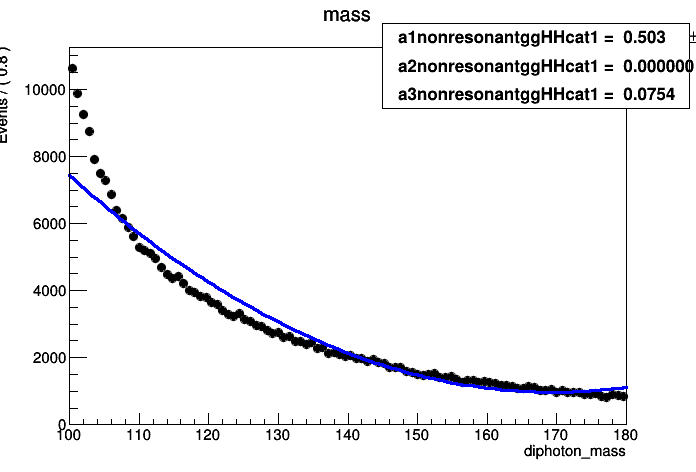 mass
a1nonresonantggHHcat1 = 0.503 ±
a2nonresonantggHHcat1 = 0.000000
a3nonresonantggHHcat1 = 0.0754
Events / ( 0.8 )
10000
8000
6000
4000
2000
0
100 110 120 130 140 150 160 170 180
diphoton_mass